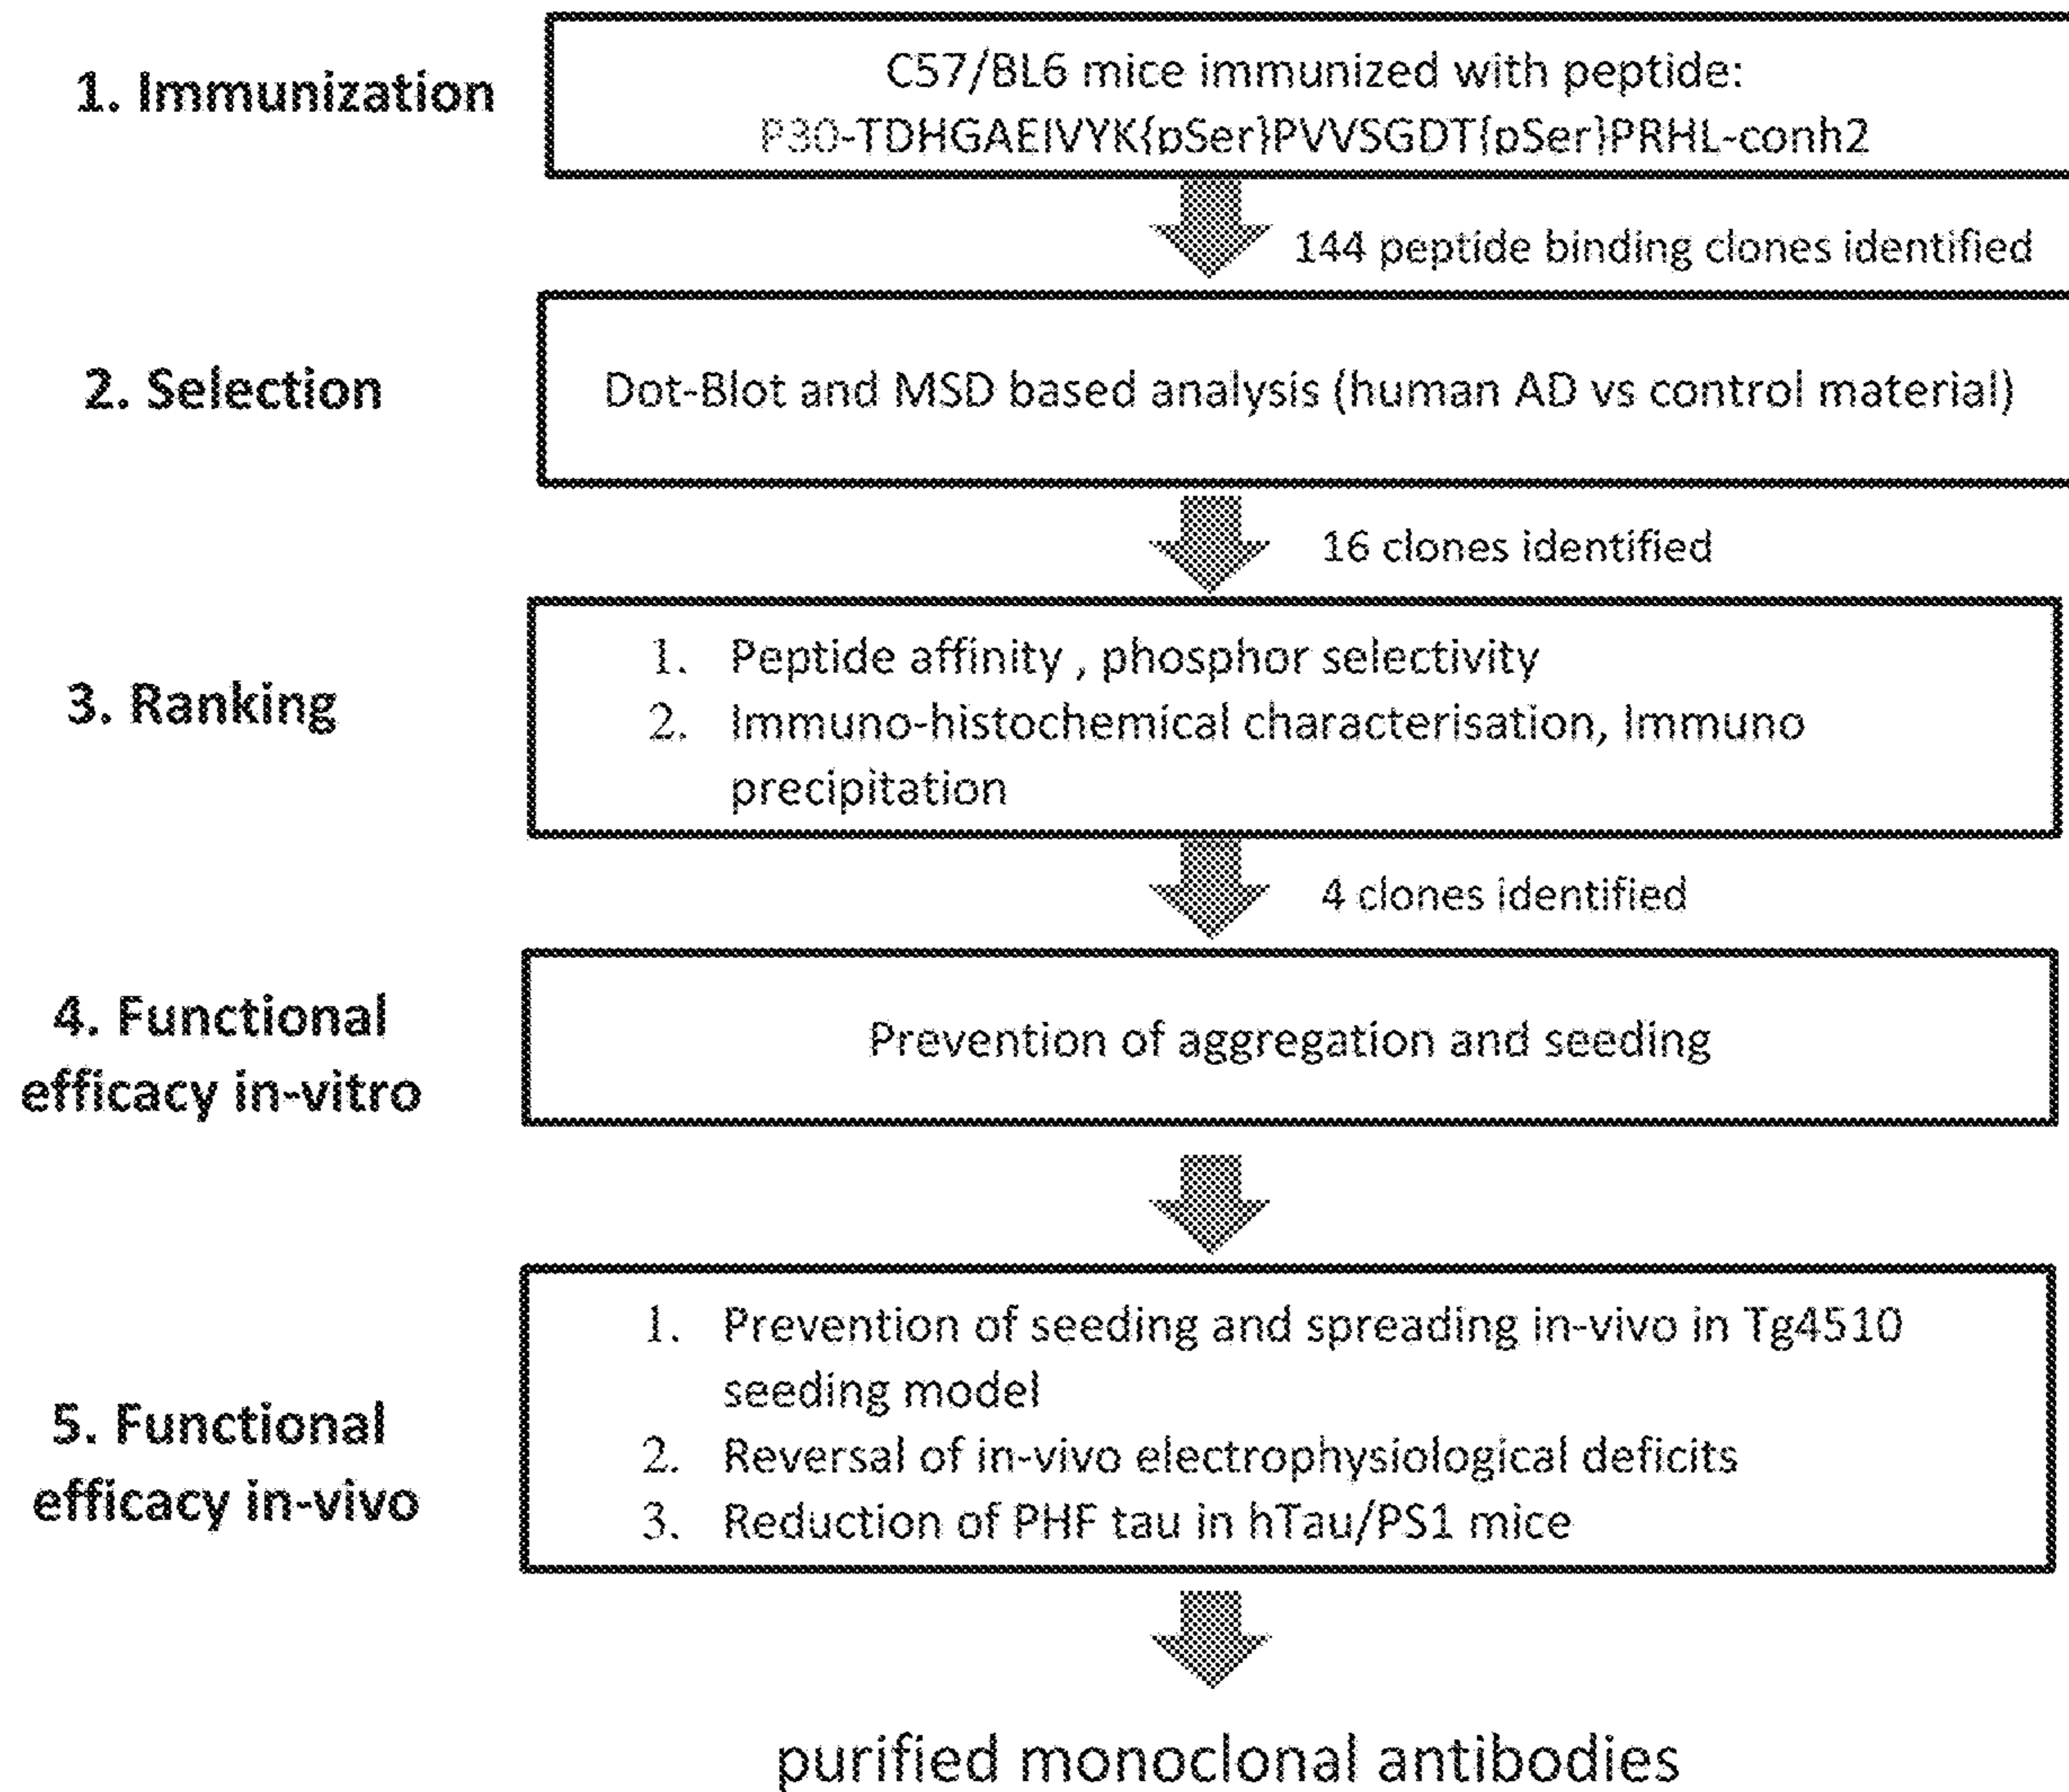 1. Immunization
C57/BL6 mice immunized with peptide:
P30-TDHGAEIVYK{pSer}PVVSGDT{pSer}PRHL-conh2
144 peptide binding clones identified
2. Selection
Dot-Blot and MSD based analysis (human AD vs control material)
16 clones identified
3. Ranking
1. Peptide affinity , phosphor selectivity
2. Immuno-histochemical characterisation, Immuno
precipitation
4 clones identified
4. Functional
efficacy in-vitro
Prevention of aggregation and seeding
5. Functional
efficacy in-vivo
1. Prevention of seeding and spreading in-vivo in Tg4510
seeding model
2. Reversal of in-vivo electrophysiological deficits
3. Reduction of PHF tau in hTau/PS1 mice
purified monoclonal antibodies